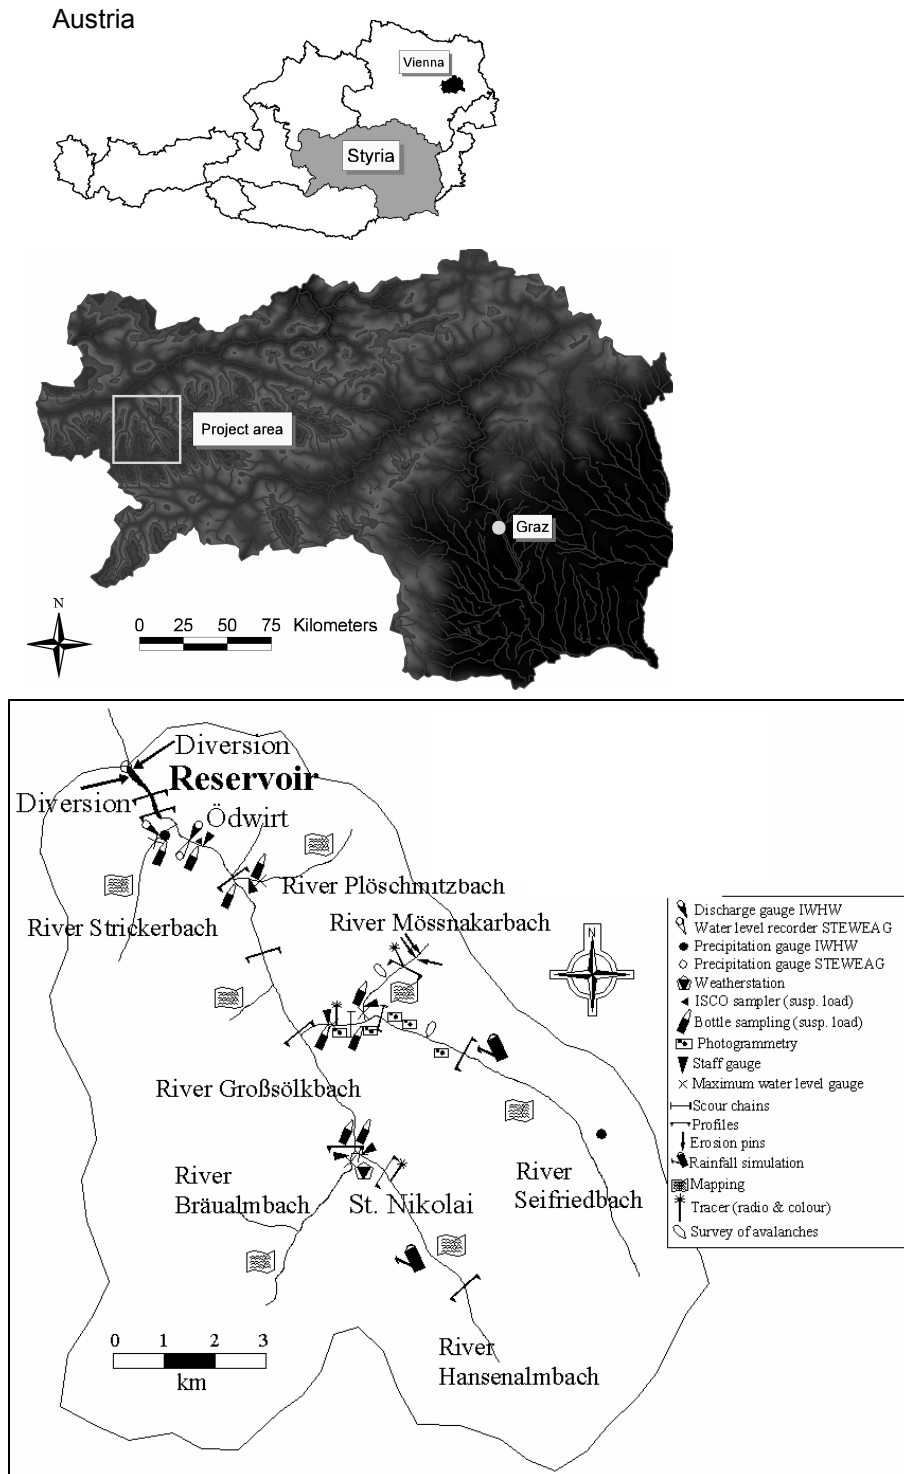 Austria
Vienna
Styria
Project area
Graz
N
0 25 50 75 Kilometers
Diversion
Reservoir
Diversion
Ödwirt
River Plöschmitzbach
River Mössnakarbach
River Strickerbach
N
River Großsölkbach
River
Bräualmbach
St. Nikolai
River
Seifriedbach
River
Hansenalmbach
0 1 2 3
km
Discharge gauge IWHW
Water level recorder STEWEAG
Precipitation gauge IWHW
Precipitation gauge STEWEAG
Weatherstation
ISCO sampler (susp. load)
Bottle sampling (susp. load)
Photogrammetry
Staff gauge
Maximum water level gauge
Scour chains
Profiles
Erosion pins
Rainfall simulation
Mapping
Tracer (radio & colour)
Survey of avalanches